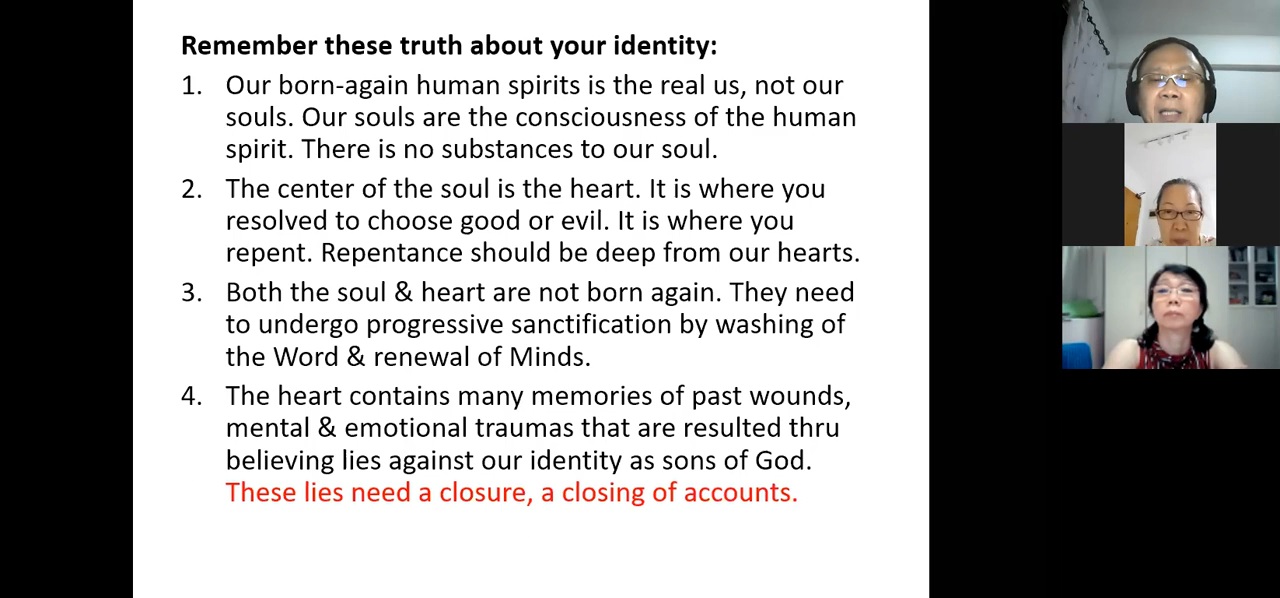 Remember these truth about your identity:
1. Our born-again human spirits is the real us, not our
souls. Our souls are the consciousness of the human
spirit. There is no substances to our soul.
2. The center of the soul is the heart. It is where you
resolved to choose good or evil. It is where you
repent. Repentance should be deep from our hearts.
3. Both the soul & heart are not born again. They need
to undergo progressive sanctification by washing of
the Word & renewal of Minds.
4. The heart contains many memories of past wounds,
mental & emotional traumas that are resulted thru
believing lies against our identity as sons of God.
These lies need a closure, a closing of accounts.